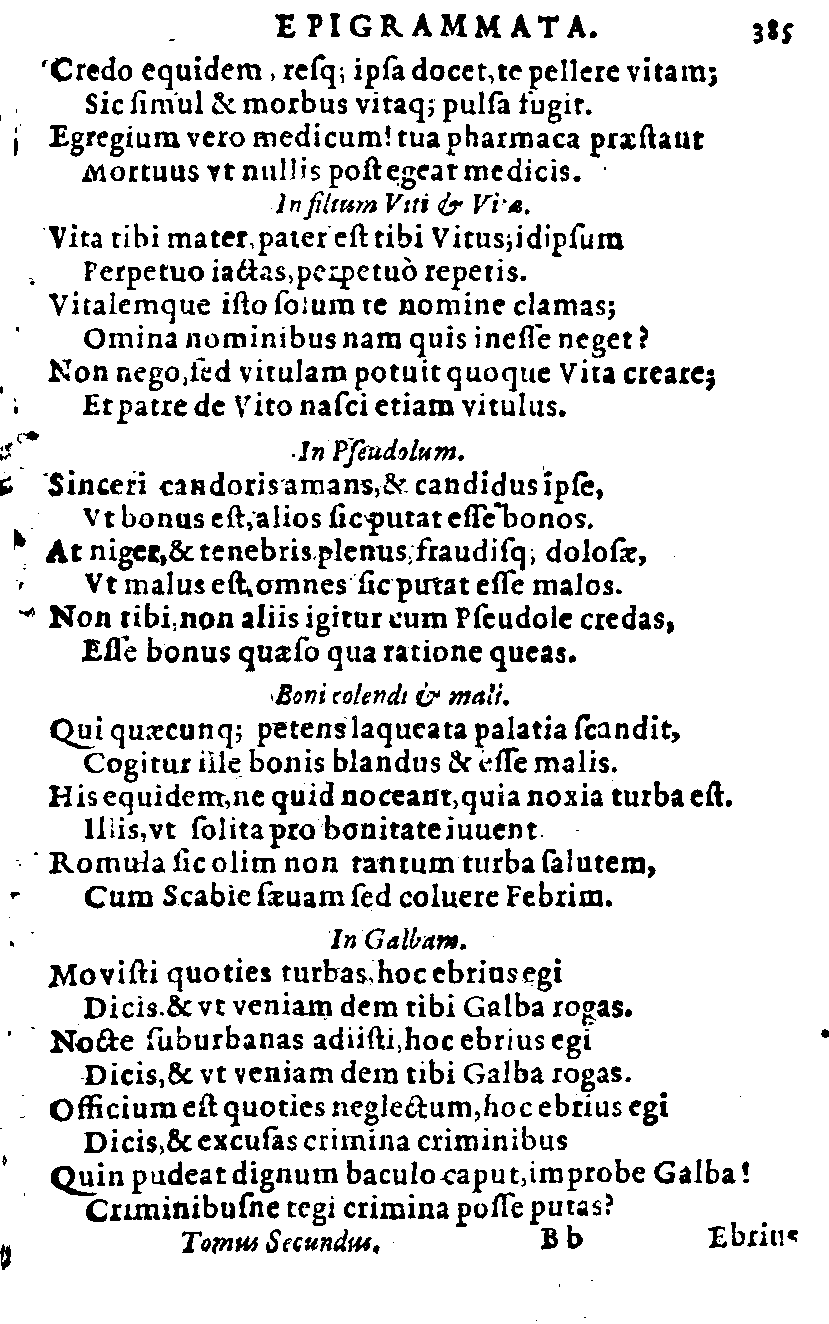 EPIGRAMMATA. 385
Credo equidem, reſq; ipſa docet, te pellere vitam;
Sic ſimul & morbus vitaq; pulſa fugit.
Egregium vero medicum! tua pharmaca præſtant
Mortuus vt nullis poſt egeat medicis.
In filium Viti & Vitæ.
Vita tibi mater, pater eſt tibi Vitus; id ipſum
Perpetuo iactas, perpetuò repetis.
Vitalemque iſto ſolum te nomine clamas;
Omina nominibus nam quis ineſſe neget?
Non nego, ſed vitulam potuit quoque Vita creare;
Et patre de Vito naſci etiam vitulus.
In Pſeudolum.
Sinceri candoris amans, & candidus ipſe,
Vt bonus eſt, alios ſic putat eſſe bonos.
At niger, & tenebris plenus, fraudiſq; doloſæ,
Vt malus eſt, omnes ſic putat eſſe malos.
Non tibi, non aliis igitur cum Pſeudole credas,
Eſſe bonus quæſo qua ratione queas.
Boni colendi & mali.
Qui quæcunq; petens laqueata palatia ſcandit,
Cogitur ille bonis blandus & eſſe malis.
His equidem, ne quid noceant, quia noxia turba eſt.
Illis, vt ſolita pro bonitate iuuent.
Romula ſic olim non tantum turba ſalutem,
Cum Scabie ſæuam ſed coluere Febrim.
In Galbam.
Moviſti quoties turbas, hoc ebrius egi
Dicis. & vt veniam dem tibi Galba rogas.
Nocte ſuburbanas adiiſti, hoc ebrius egi
Dicis, & vt veniam dem tibi Galba rogas.
Officium eſt quoties neglectum, hoc ebrius egi
Dicis, & excuſas crimina criminibus
Quin pudeat dignum baculo caput, improbe Galba!
Criminibuſne tegi crimina poſſe putas?
Tomus Secundus. Bb Ebrius